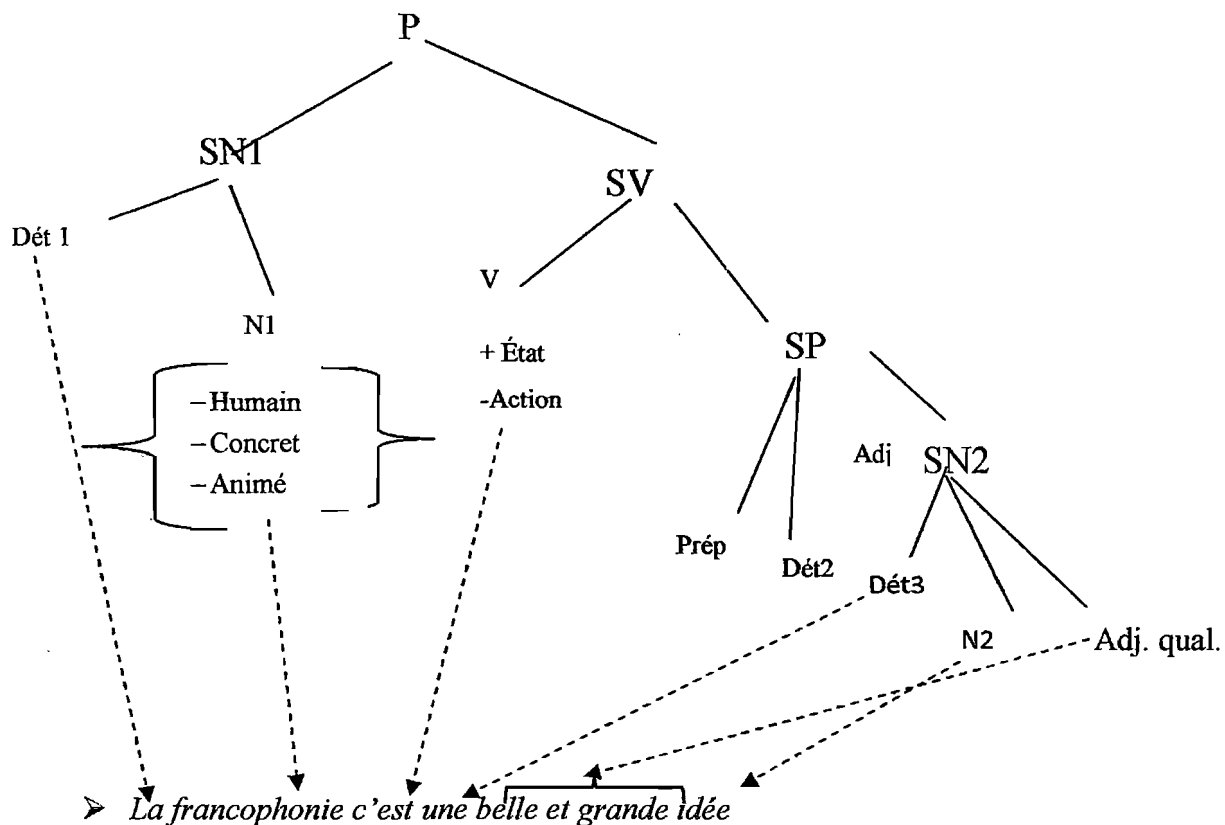 P
SN1
SV
Dét 1
V
N1
+ État
SP
–Humain
-Action
–Concret
Adj
SN2
–Animé
Prép
Dét2
Dét3
N2
Adj. qual.
➢ La francophonie c'est une belle et grande idée